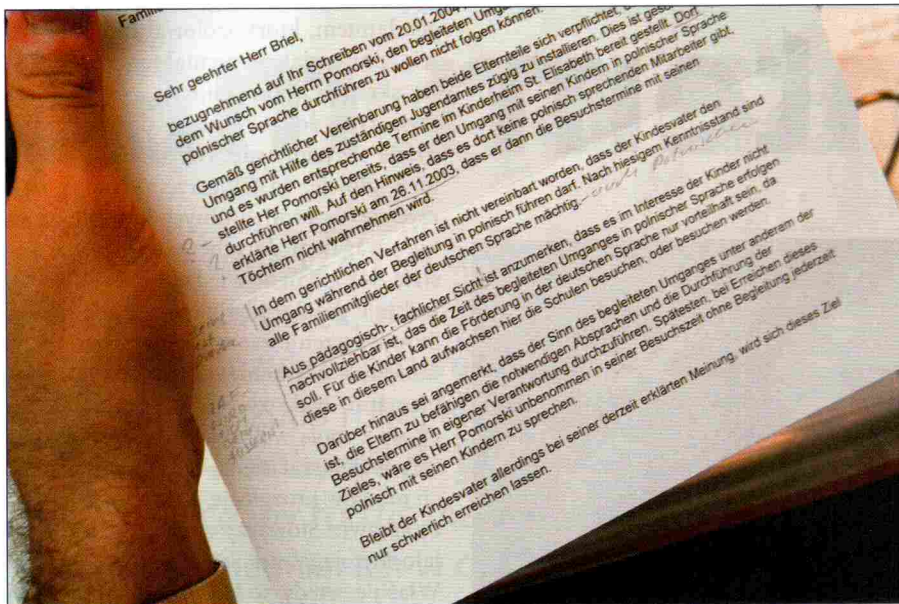 Familien
Sehr geehrter Herr Briel,
bezugnehmend auf Ihr Schreiben vom 20.01.2004,
dem Wunsch vom Herrn Pomorski, den begleiteten Umgang
polnischer Sprache durchführen zu wollen nicht folgen können.
Gemäß gerichtlicher Vereinbarung haben beide Elternteile sich verpflichtet,
Umgang mit Hilfe des zuständigen Jugendamtes zügig zu installieren. Dies ist
und es wurden entsprechende Termine im Kinderheim St. Elisabeth bereit gestellt. Dort
stellte Her Pomorski bereits, dass er den Umgang mit seinen Kindern in polnischer Sprache
durchführen will. Auf den Hinweis, dass es dort keine polnisch sprechenden Mitarbeiter gibt,
erklärte Herr Pomorski am 26.11.2003, dass er dann die Besuchstermine mit seinen
Töchtern nicht wahrnehmen wird.
In dem gerichtlichen Verfahren ist nicht vereinbart worden, dass der Kindesvater den
Umgang während der Begleitung in polnisch führen darf. Nach hiesigem Kenntnisstand sind
alle Familienmitglieder der deutschen Sprache mächtig.
Aus pädagogisch-, fachlicher Sicht ist anzumerken, dass es im Interesse der Kinder nicht
nachvollziehbar ist, das die Zeit des begleiteten Umganges in polnischer Sprache erfolgen
soll. Für die Kinder kann die Förderung in der deutschen Sprache nur vorteilhaft sein, da
diese in diesem Land aufwachsen hier die Schulen besuchen, oder besuchen werden.
Darüber hinaus sei angemerkt, dass der Sinn des begleiteten Umganges unter anderem der
ist, die Eltern zu befähigen die notwendigen Absprachen und die Durchführung der
Besuchstermine in eigener Verantwortung durchzuführen. Spätesten, bei Erreichen dieses
Zieles, wäre es Herr Pomorski unbenommen in seiner Besuchszeit ohne Begleitung jederzeit
polnisch mit seinen Kindern zu sprechen.
Bleibt der Kindesvater allerdings bei seiner derzeit erklärten Meinung, wird sich dieses Ziel
nur schwerlich erreichen lassen.